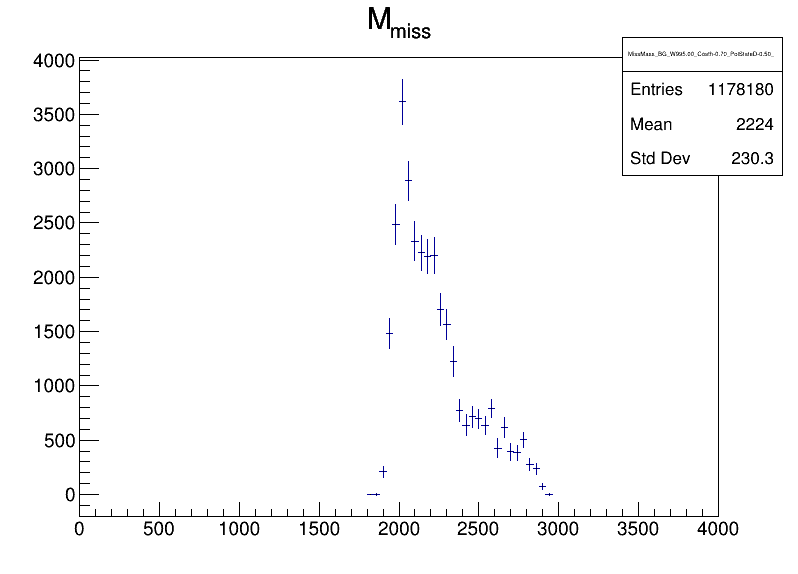 M_miss
MissMass_BG_W995.00_Costh-0.70_PolStateD-0.50_
Entries 1178180
Mean 2224
Std Dev 230.3
4000
3500
3000
2500
2000
1500
1000
500
0
0 500 1000 1500 2000 2500 3000 3500 4000